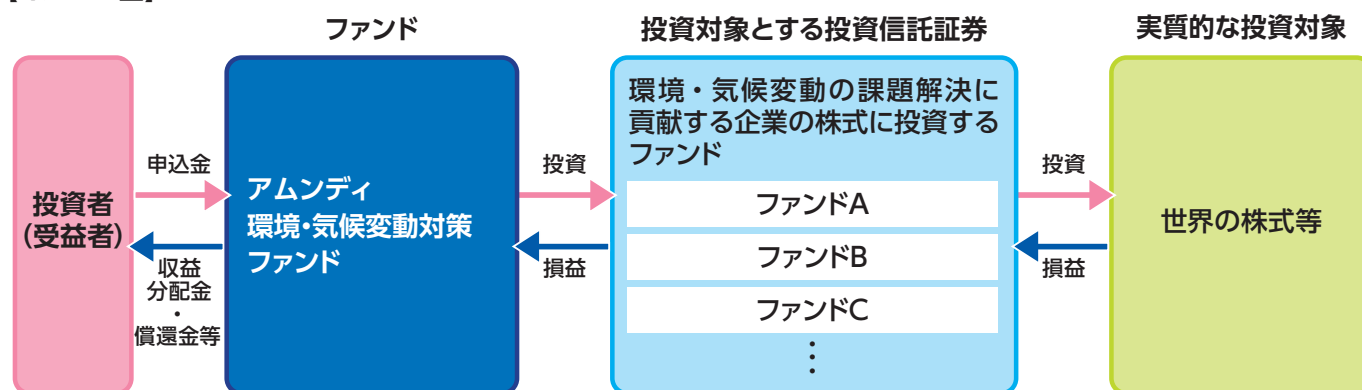 ファンド
投資対象とする投資信託証券
実質的な投資対象
投資者
(受益者)
申込金
収益
分配金
・
償還金等
アムンディ
環境・気候変動対策
ファンド
投資
損益
環境・気候変動の課題解決に
貢献する企業の株式に投資する
ファンド
ファンドA
ファンドB
ファンドC
⋮
投資
損益
世界の株式等